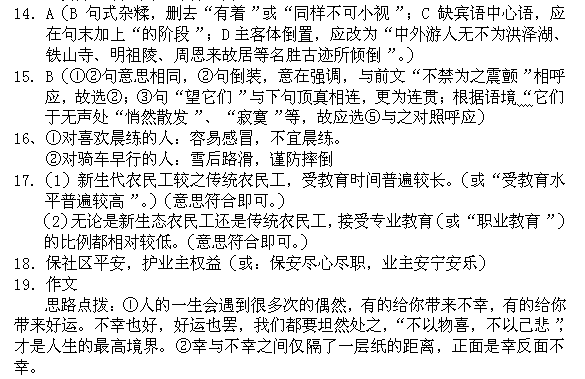 14. A(B 句式杂糅，删去“有着”或“同样不可小视”；C 缺宾语中心语，应
在句末加上“的阶段”；D主客体倒置，应改为“中外游人无不为洪泽湖、
铁山寺、明祖陵、周恩来故居等名胜古迹所倾倒”。)
15. B(①②句意思相同，②句倒装，意在强调，与前文“不禁为之震颤”相呼
应，故选②；③句“望它们”与下句顶真相连，更为连贯；根据语境“它们
于无声处“悄然散发”、“寂寞”等，故应选⑤与之对照呼应)
16、①对喜欢晨练的人：容易感冒，不宜晨练。
②对骑车早行的人：雪后路滑，谨防摔倒
17. (1) 新生代农民工较之传统农民工，受教育时间普遍较长。(或“受教育水
平普遍较高”。)(意思符合即可。)
(2)无论是新生态农民工还是传统农民工，接受专业教育(或“职业教育”)
的比例都相对较低。(意思符合即可。)
18. 保社区平安，护业主权益(或：保安尽心尽职，业主安宁安乐)
19. 作文
思路点拨：①人的一生会遇到很多次的偶然，有的给你带来不幸，有的给你
带来好运。不幸也好，好运也罢，我们都要坦然处之，“不以物喜，不以己悲”，
才是人生的最高境界。②幸与不幸之间仅隔了一层纸的距离，正面是幸反面不
幸。